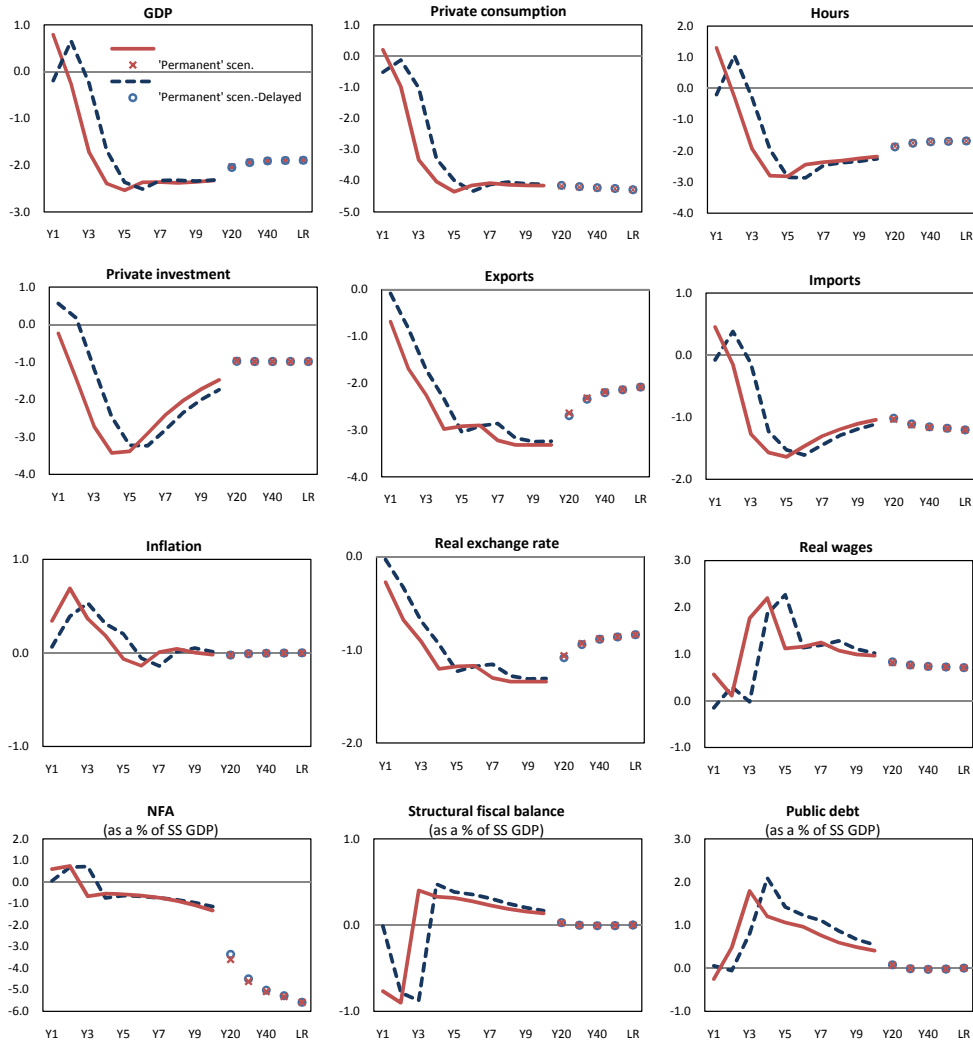 GDP
1.0
0.0
-1.0
-2.0
-3.0
'Permanent' scen.
'Permanent' scen.-Delayed
Y1 Y3 Y5 Y7 Y9 Y20 Y40 LR
Private consumption
1.0
0.0
-1.0
-2.0
-3.0
-4.0
-5.0
Y1 Y3 Y5 Y7 Y9 Y20 Y40 LR
Hours
2.0
1.0
0.0
-1.0
-2.0
-3.0
-4.0
Y1 Y3 Y5 Y7 Y9 Y20 Y40 LR
Private investment
1.0
0.0
-1.0
-2.0
-3.0
-4.0
Y1 Y3 Y5 Y7 Y9 Y20 Y40 LR
Exports
0.0
-1.0
-2.0
-3.0
-4.0
Y1 Y3 Y5 Y7 Y9 Y20 Y40 LR
Imports
1.0
0.0
-1.0
-2.0
Y1 Y3 Y5 Y7 Y9 Y20 Y40 LR
Inflation
1.0
0.0
-1.0
Y1 Y3 Y5 Y7 Y9 Y20 Y40 LR
Real exchange rate
0.0
-1.0
-2.0
Y1 Y3 Y5 Y7 Y9 Y20 Y40 LR
Real wages
3.0
2.0
1.0
0.0
-1.0
Y1 Y3 Y5 Y7 Y9 Y20 Y40 LR
NFA
(as a % of SS GDP)
2.0
1.0
0.0
-1.0
-2.0
-3.0
-4.0
-5.0
-6.0
Y1 Y3 Y5 Y7 Y9 Y20 Y40 LR
Structural fiscal balance
(as a % of SS GDP)
1.0
0.0
-1.0
Y1 Y3 Y5 Y7 Y9 Y20 Y40 LR
Public debt
(as a % of SS GDP)
3.0
2.0
1.0
0.0
-1.0
Y1 Y3 Y5 Y7 Y9 Y20 Y40 LR